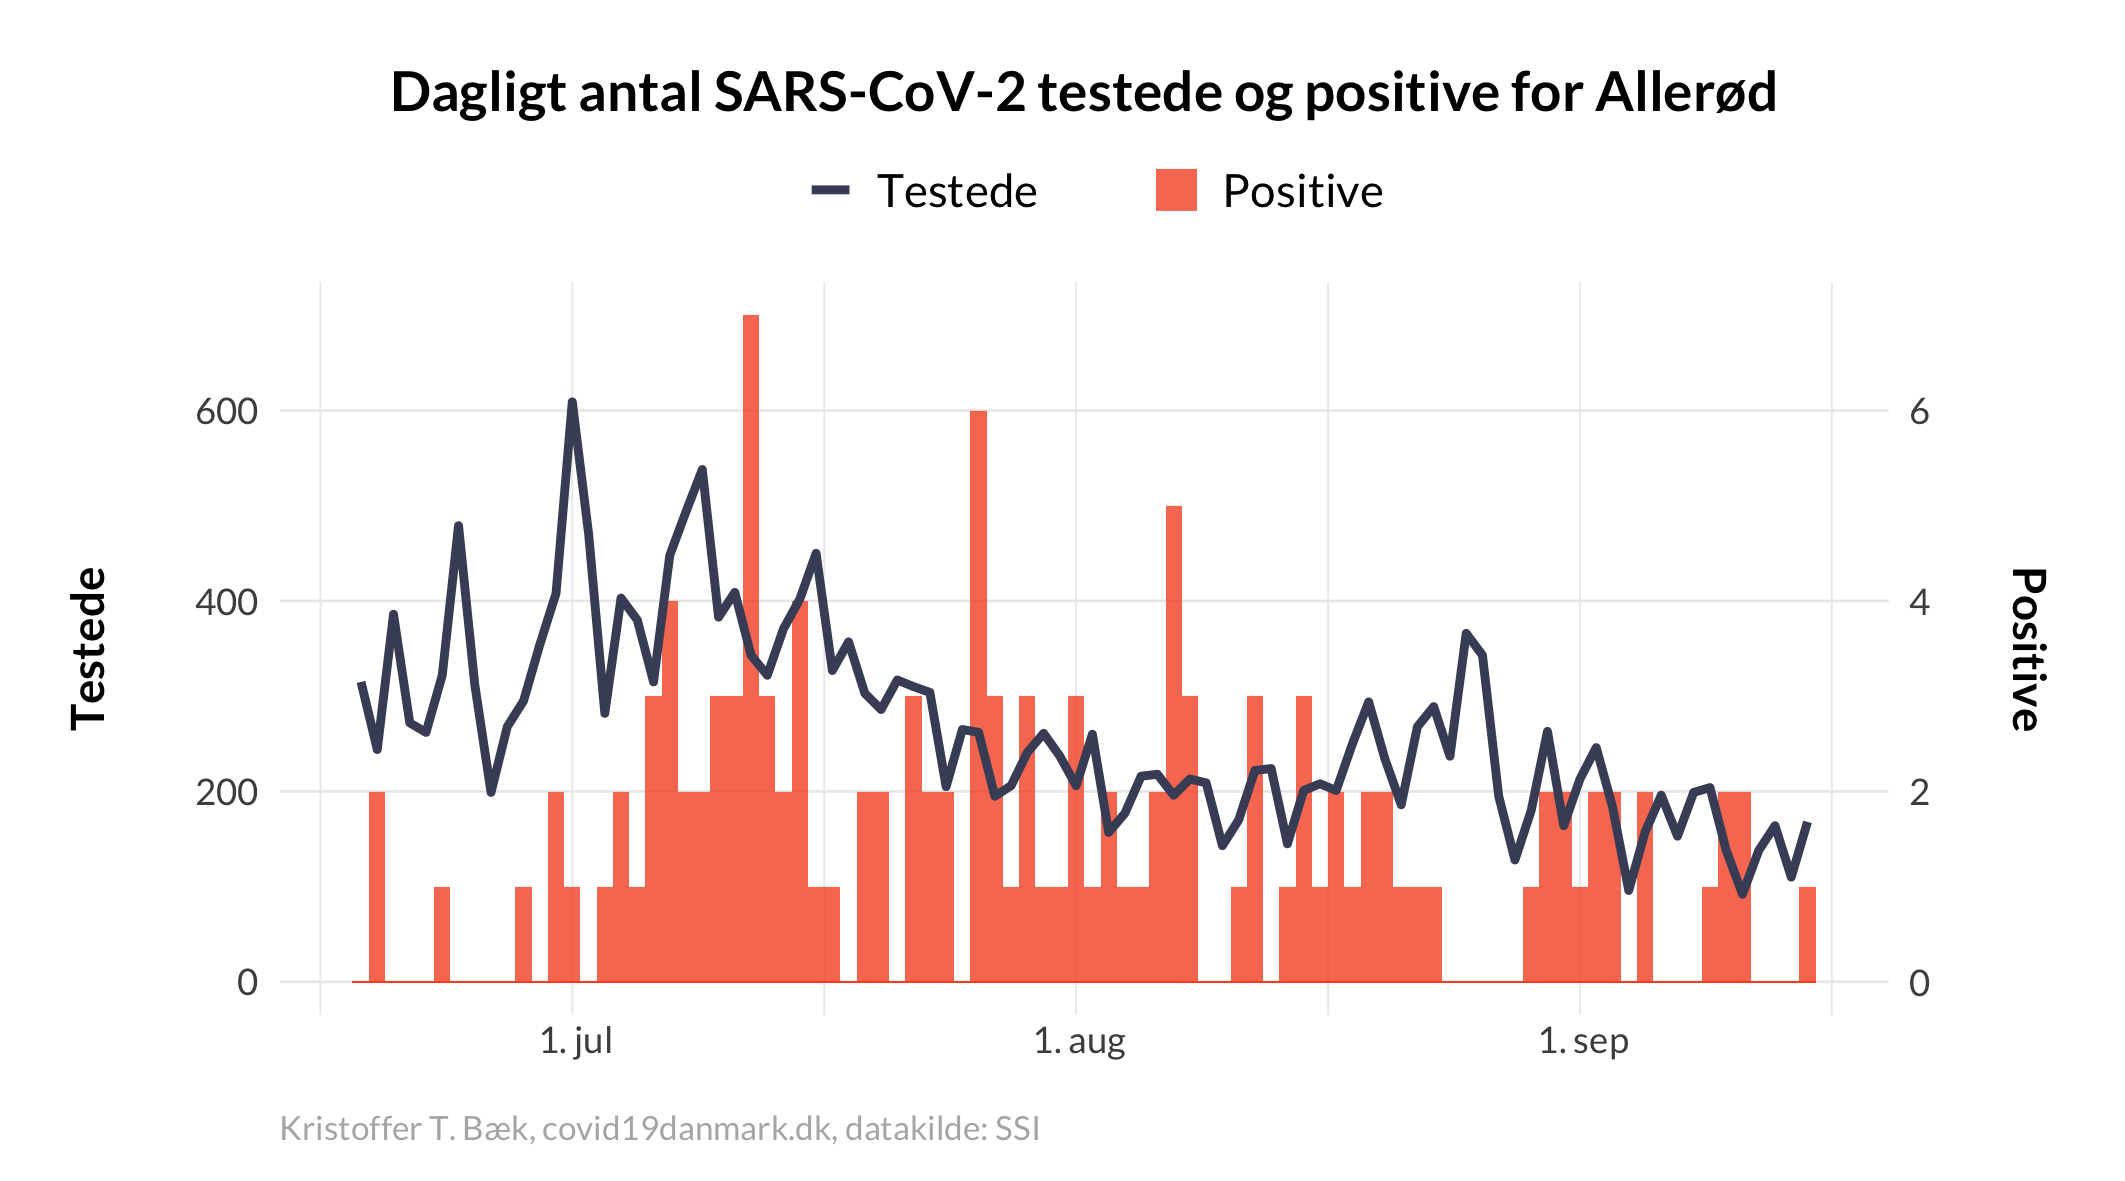 Dagligt antal SARS-CoV-2 testede og positive for Allerød
Testede
Positive
Testede
600
400
200
0
6
4
2
0
Positive
1. jul
1. aug
1. sep
Kristoffer T. Bæk, covid19danmark.dk, datakilde: SSI